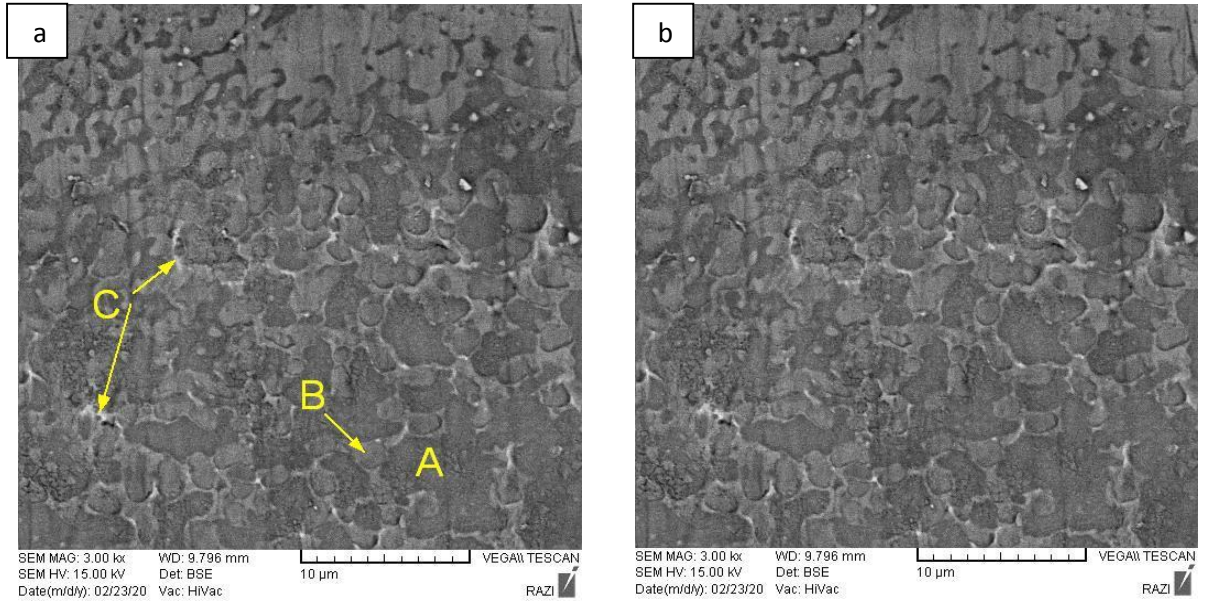 a
b
C
B
A
SEM MAG: 3.00 kx WD: 9.796 mm VEGA\\ TESCAN
SEM HV: 15.00 kV Det: BSE 10 µm
Date(m/d/y): 02/23/20 Vac: HiVac RAZI
SEM MAG: 3.00 kx WD: 9.796 mm VEGA\\ TESCAN
SEM HV: 15.00 kV Det: BSE 10 µm
Date(m/d/y): 02/23/20 Vac: HiVac RAZI